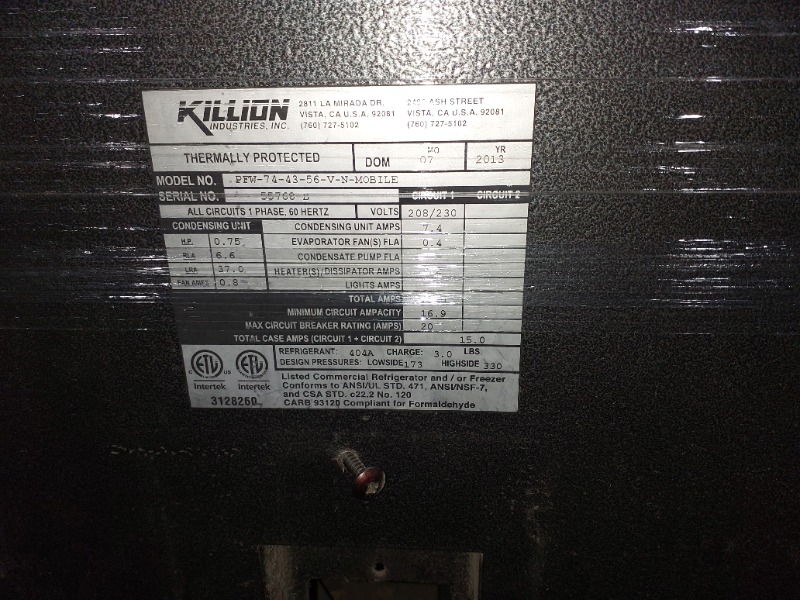 KILLION
INDUSTRIES, INC.
2811 LA MIRADA DR.
VISTA, CA U.S.A. 92081
(760) 727-5102
ASH STREET
VISTA, CA U.S.A. 92081
(760) 727-5102
THERMALLY PROTECTED DOM MO 07 YR 2013
MODEL NO. PFW-74-43-56-V-N-MOBILE
SERIAL NO. 55768 CIRCUIT 1 CIRCUIT 2
ALL CIRCUITS 1 PHASE, 60 HERTZ VOLTS 208/230
CONDENSING UNIT CONDENSING UNIT AMPS 7.4
H.P. 0.75 EVAPORATOR FAN(S) FLA 0.4
RLA 6.6 CONDENSATE PUMP FLA
LRA 37.0 HEATER(S)/DISSIPATOR AMPS
FAN AMPS 0.8 LIGHTS AMPS
TOTAL AMPS
MINIMUM CIRCUIT AMPACITY 16.9
MAX CIRCUIT BREAKER RATING (AMPS) 20
TOTAL CASE AMPS (CIRCUIT 1 + CIRCUIT 2) 15.0
REFRIGERANT: 404A CHARGE: 3.0 LBS
DESIGN PRESSURES: LOWSIDE 173 HIGHSIDE 330
C ETL ETL
Intertek Intertek
3128260
Listed Commercial Refrigerator and / or Freezer
Conforms to ANSI/UL STD. 471, ANSI/NSF-7,
and CSA STD. c22.2 No. 120
CARB 93120 Compliant for Formaldehyde